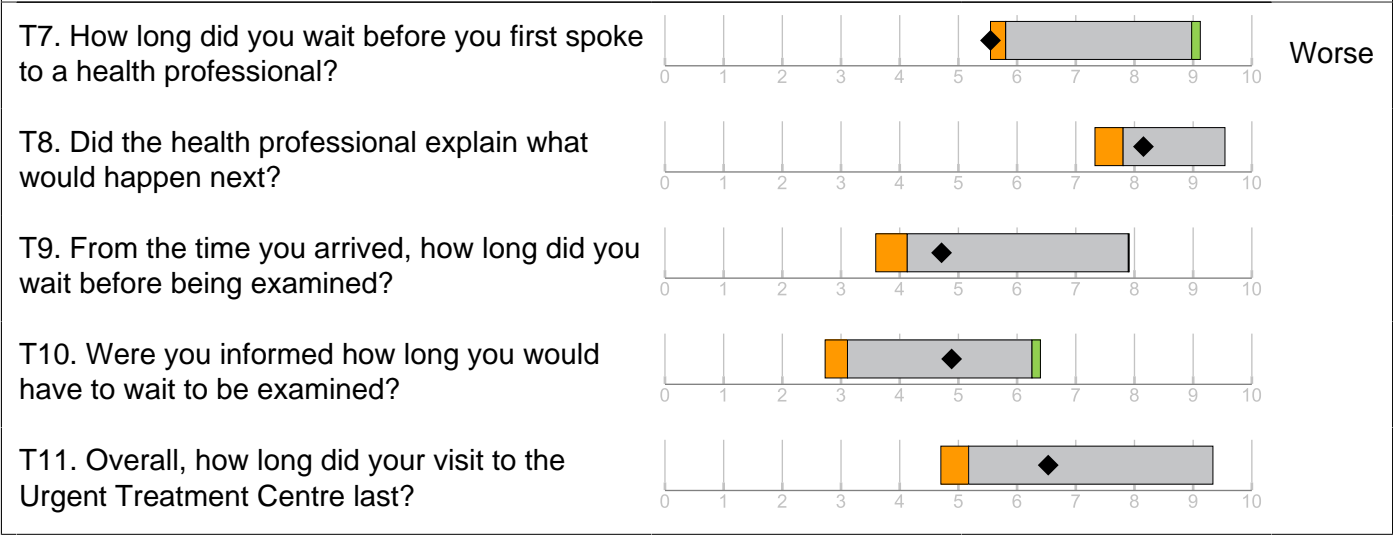 T7. How long did you wait before you first spoke
to a health professional?
0 1 2 3 4 5 6 7 8 9 10
Worse
T8. Did the health professional explain what
would happen next?
0 1 2 3 4 5 6 7 8 9 10
T9. From the time you arrived, how long did you
wait before being examined?
0 1 2 3 4 5 6 7 8 9 10
T10. Were you informed how long you would
have to wait to be examined?
0 1 2 3 4 5 6 7 8 9 10
T11. Overall, how long did your visit to the
Urgent Treatment Centre last?
0 1 2 3 4 5 6 7 8 9 10